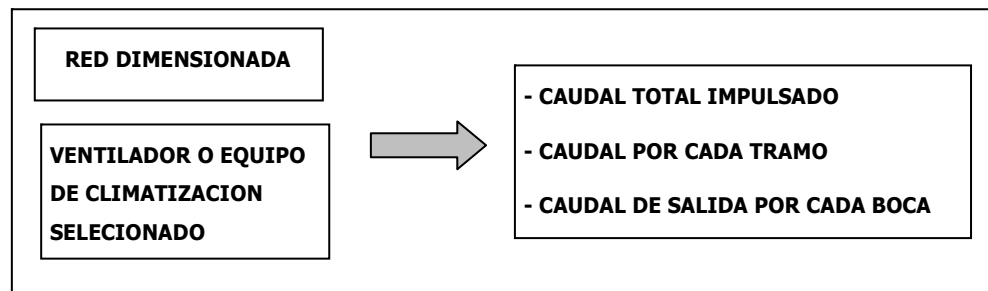 RED DIMENSIONADA
VENTILADOR O EQUIPO
DE CLIMATIZACION
SELECIONADO
- CAUDAL TOTAL IMPULSADO
- CAUDAL POR CADA TRAMO
- CAUDAL DE SALIDA POR CADA BOCA